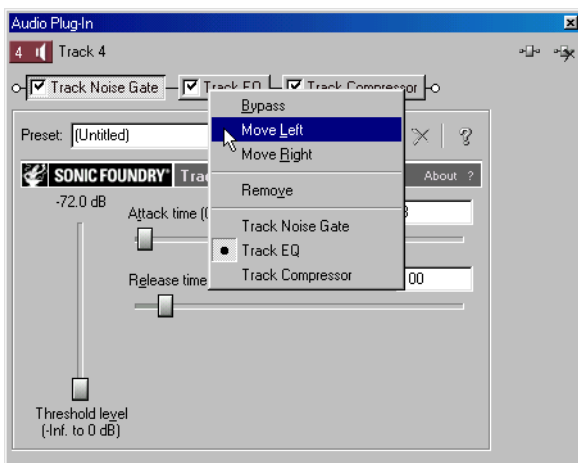 Audio Plug-In
4 Track 4
Track Noise Gate Track EQ Track Compressor
Bypass
Preset: (Untitled) Move Left
Move Right
SONIC FOUNDRY About ?
Remove
-72.0 dB
Attack time
Track Noise Gate
Track EQ
Release time 00
Track Compressor
Threshold level
(-Inf. to 0 dB)